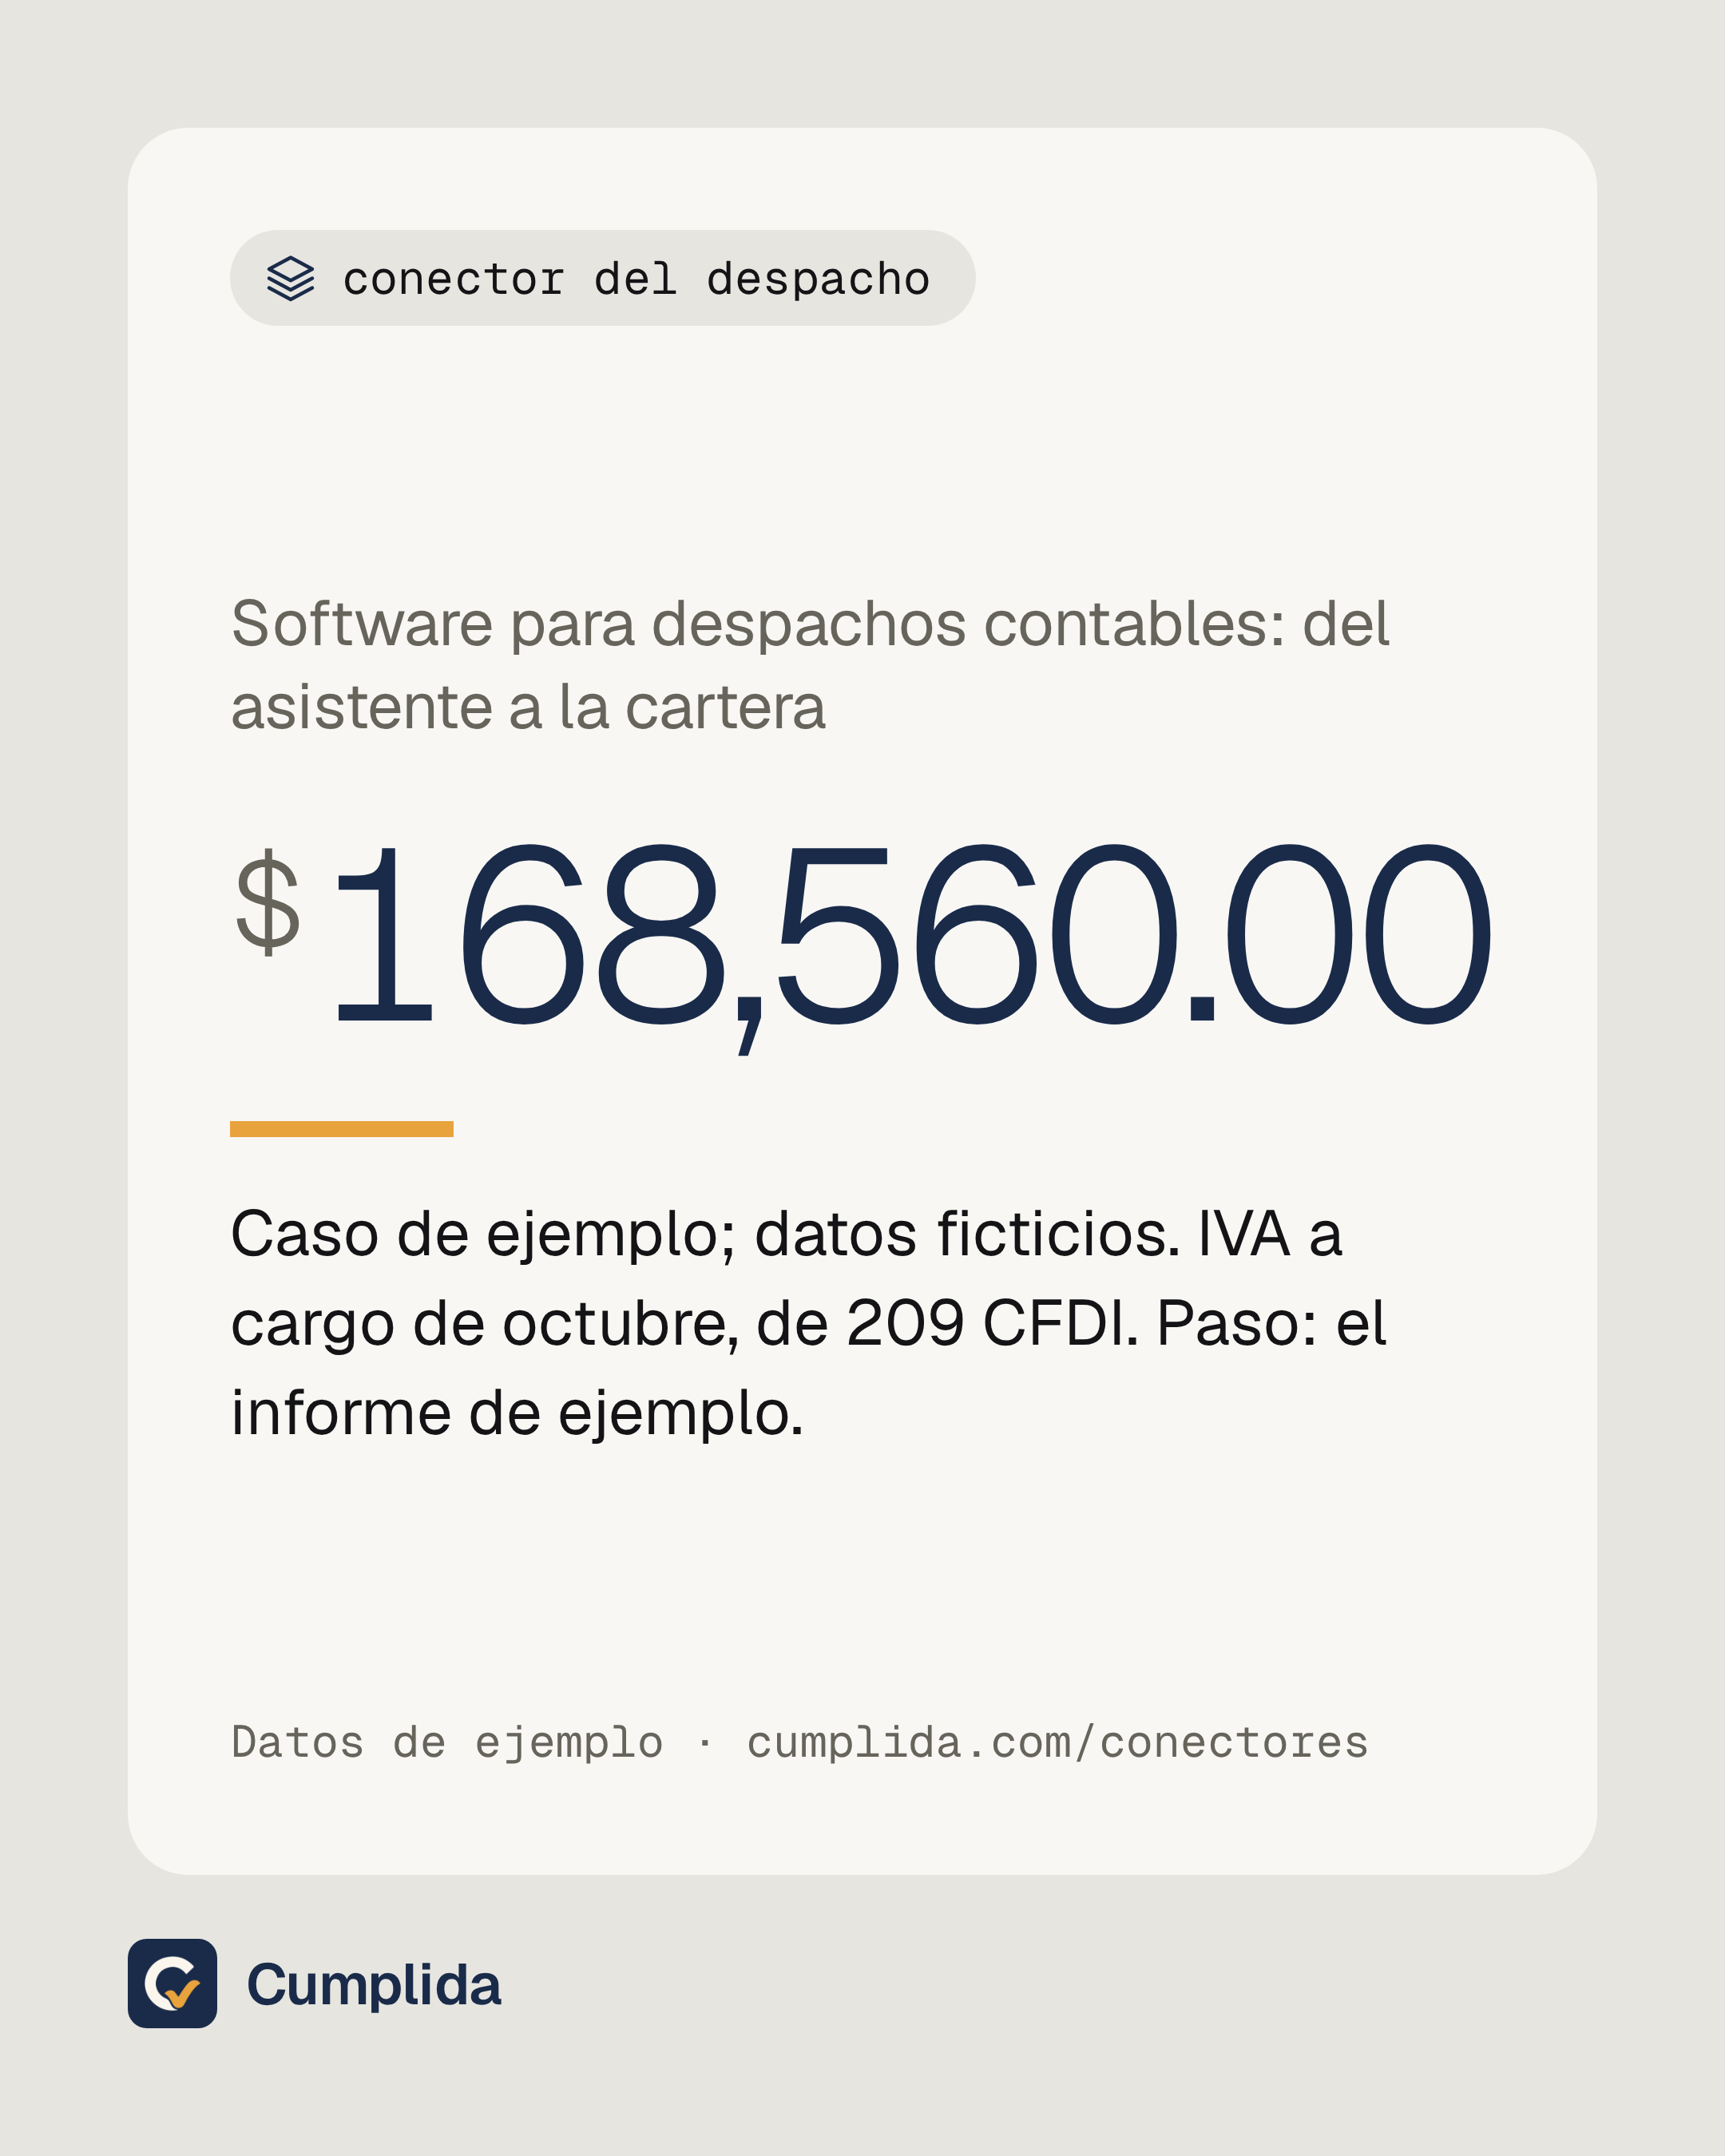 conector del despacho
Software para despachos contables: del
asistente a la cartera
$168,560.00
Caso de ejemplo; datos ficticios. IVA a
cargo de octubre, de 209 CFDI. Paso: el
informe de ejemplo.
Datos de ejemplo · cumplida.com/conectores
Cumplida